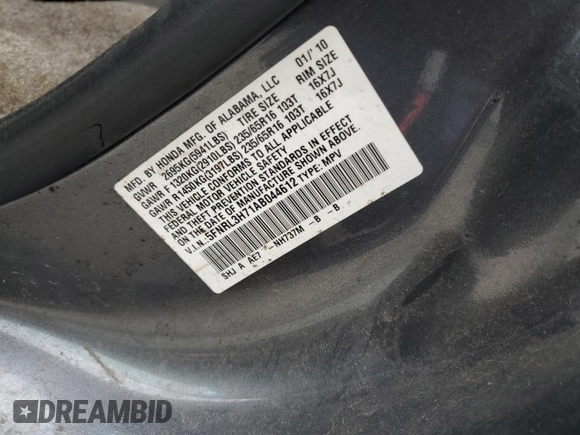 MFD. BY HONDA MFG. OF ALABAMA, LLC 01/'10
GVWR 2695KG(5941LBS) TIRE SIZE RIM SIZE
GAWR F 1320KG(2910LBS) 235/65R16 103T 16X7J
GAWR R1450KG(3197LBS) 235/65R16 103T 16X7J
THIS VEHICLE CONFORMS TO ALL APPLICABLE
FEDERAL MOTOR VEHICLE SAFETY
AND THEFT PREVENTION STANDARDS IN EFFECT
ON THE DATE OF MANUFACTURE SHOWN ABOVE.
V.I.N.: 5FNRL3H71AB044612 TYPE: MPV
SHJ A AE7 NH737M -B -B
DREAMBID